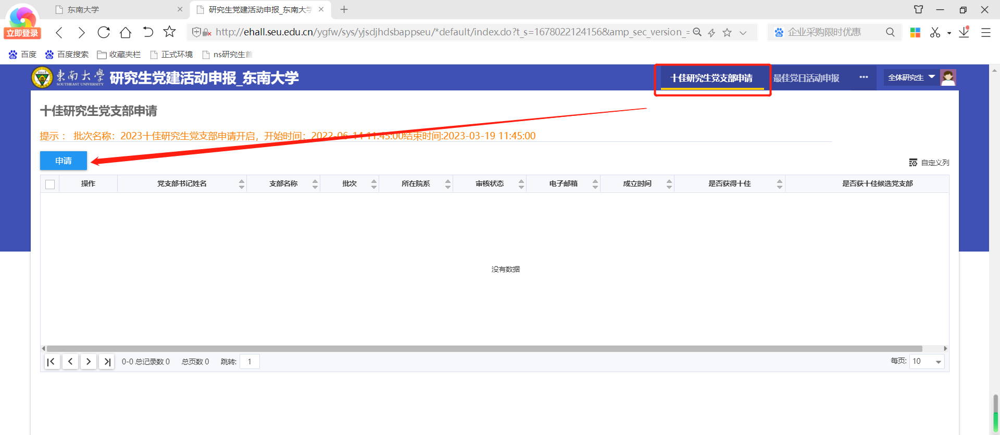 东南大学
研究生党建活动申报_东南大学
立即登录
http://ehall.seu.edu.cn/ygfw/sys/yjsdjhdsbappseu/*default/index.do?t_s=1678022124156&amp_sec_version_=
企业采购限时优惠
百度
百度搜索
收藏夹栏
正式环境
ns研究生首
東南大學
SOUTHEAST UNIVERSITY
研究生党建活动申报_东南大学
十佳研究生党支部申请
最佳党日活动申报
•••
全体研究生
十佳研究生党支部申请
提示 : 批次名称：2023十佳研究生党支部申请开启，开始时间：2022-06-14 11:45:00结束时间:2023-03-19 11:45:00
申请
自定义列
操作 党支部书记姓名 支部名称 批次 所在院系 审核状态 电子邮箱 成立时间 是否获得十佳 是否获十佳候选党支部
没有数据
0-0 总记录数 0 总页数 0 跳转: 1
每页: 10